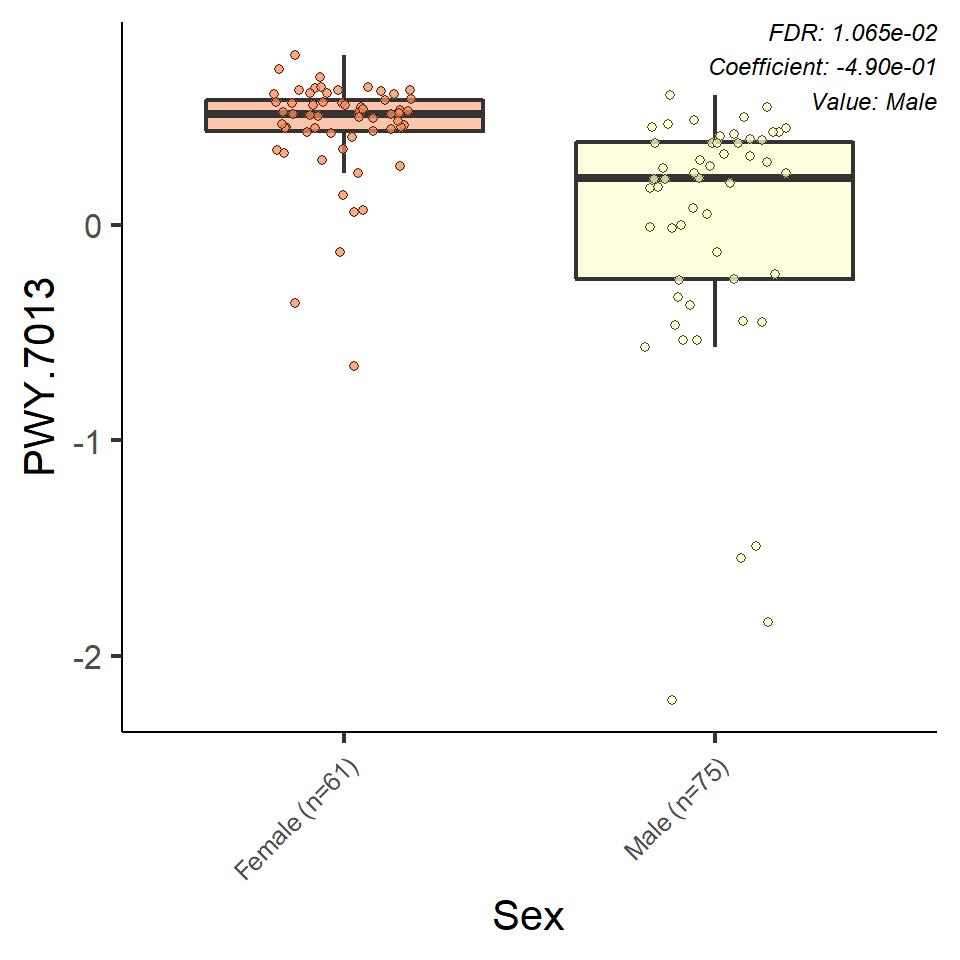 FDR: 1.065e-02
Coefficient: -4.90e-01
Value: Male
PWY.7013
0
-1
-2
Female (n=61)
Male (n=75)
Sex